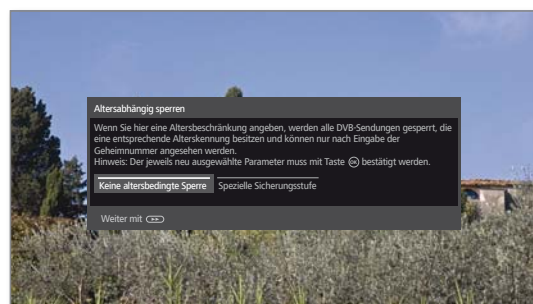 Altersabhängig sperren
Wenn Sie hier eine Altersbeschränkung angeben, werden alle DVB-Sendungen gesperrt, die
eine entsprechende Alterskennung besitzen und können nur nach Eingabe der
Geheimnummer angesehen werden.
Hinweis: Der jeweils neu ausgewählte Parameter muss mit Taste OK bestätigt werden.
Keine altersbedingte Sperre Spezielle Sicherungsstufe
Weiter mit